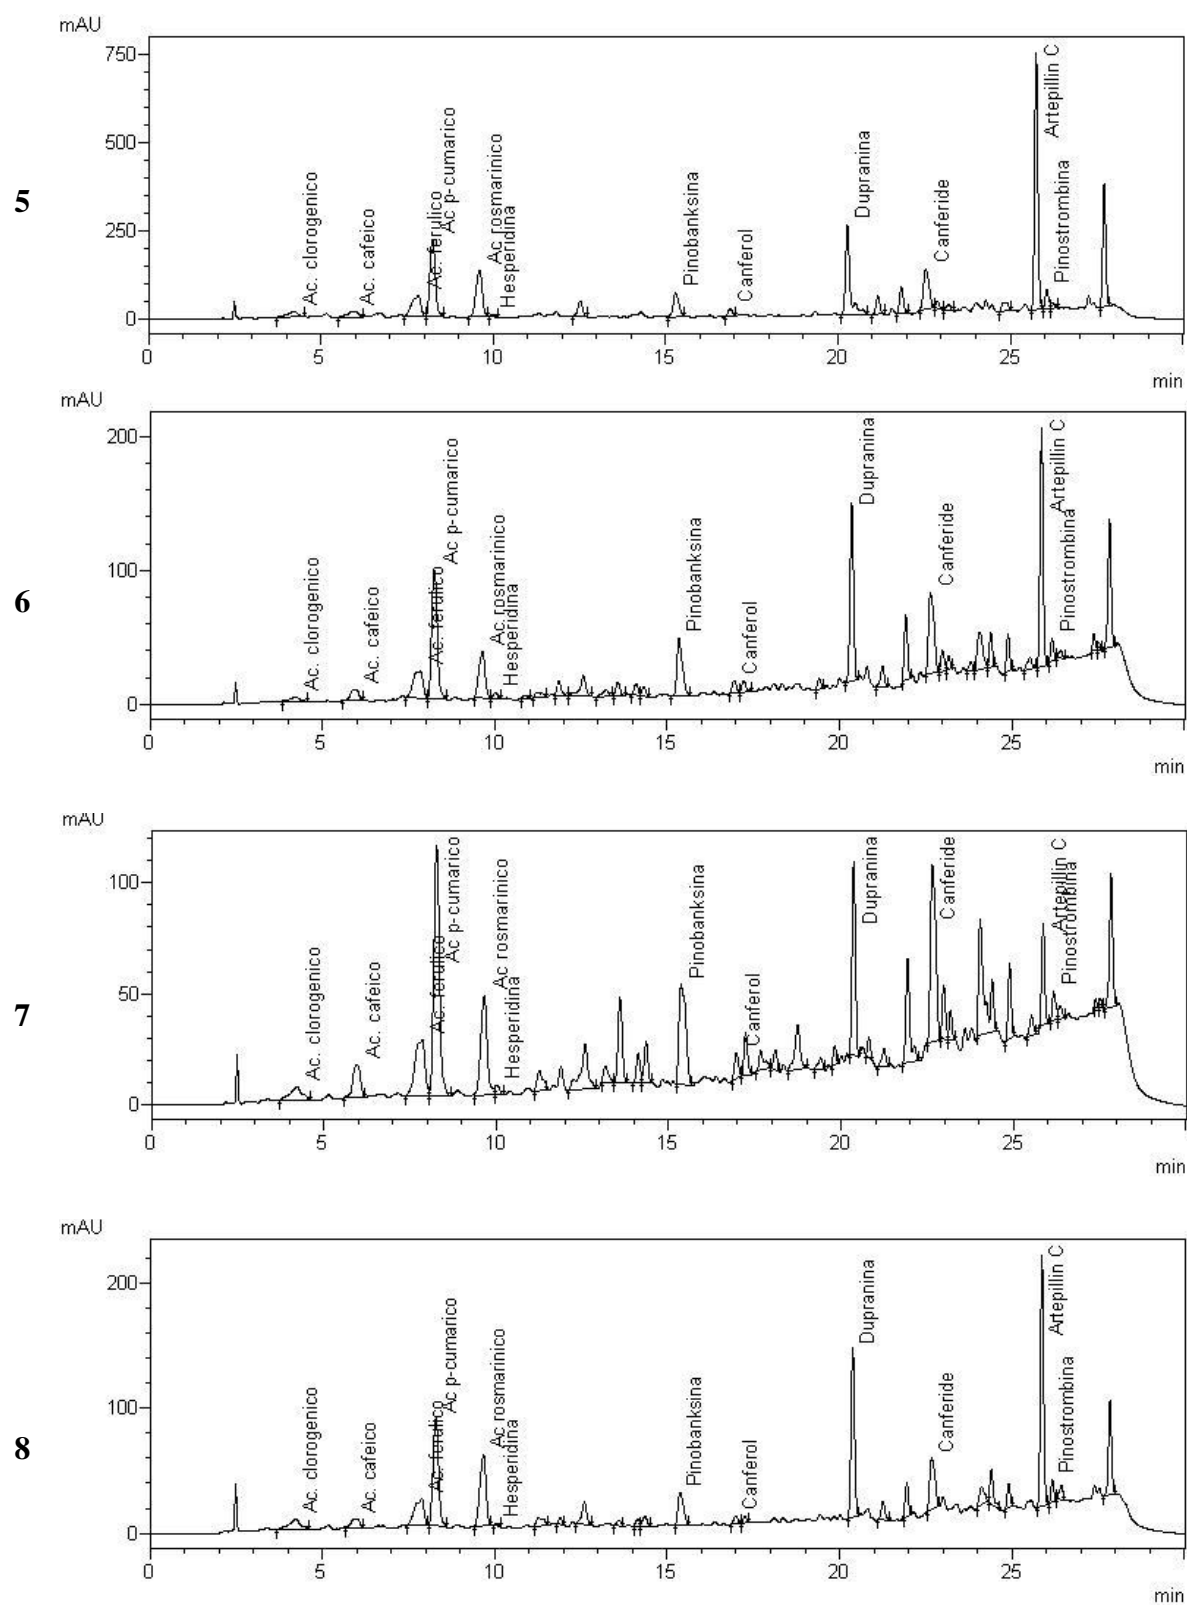 mAU
750
500
250
0
Ac. clorogenico
Ac. cafeico
Ac. ferulico
Ac p-cumarico
Ac rosmarinico
Hesperidina
Pinobanksina
Canferol
Dupranina
Canferide
Artepillin C
Pinostrombina
5
0 5 10 15 20 25
min
mAU
200
100
0
Ac. clorogenico
Ac. cafeico
Ac. ferulico
Ac p-cumarico
Ac rosmarinico
Hesperidina
Pinobanksina
Canferol
Dupranina
Canferide
Artepillin C
Pinostrombina
6
0 5 10 15 20 25
min
mAU
100
50
0
Ac. clorogenico
Ac. cafeico
Ac. ferulico
Ac p-cumarico
Ac rosmarinico
Hesperidina
Pinobanksina
Canferol
Dupranina
Canferide
Artepillin C
Pinostrombina
7
0 5 10 15 20 25
min
mAU
200
100
0
Ac. clorogenico
Ac. cafeico
Ac. ferulico
Ac p-cumarico
Ac rosmarinico
Hesperidina
Pinobanksina
Canferol
Dupranina
Canferide
Artepillin C
Pinostrombina
8
0 5 10 15 20 25
min